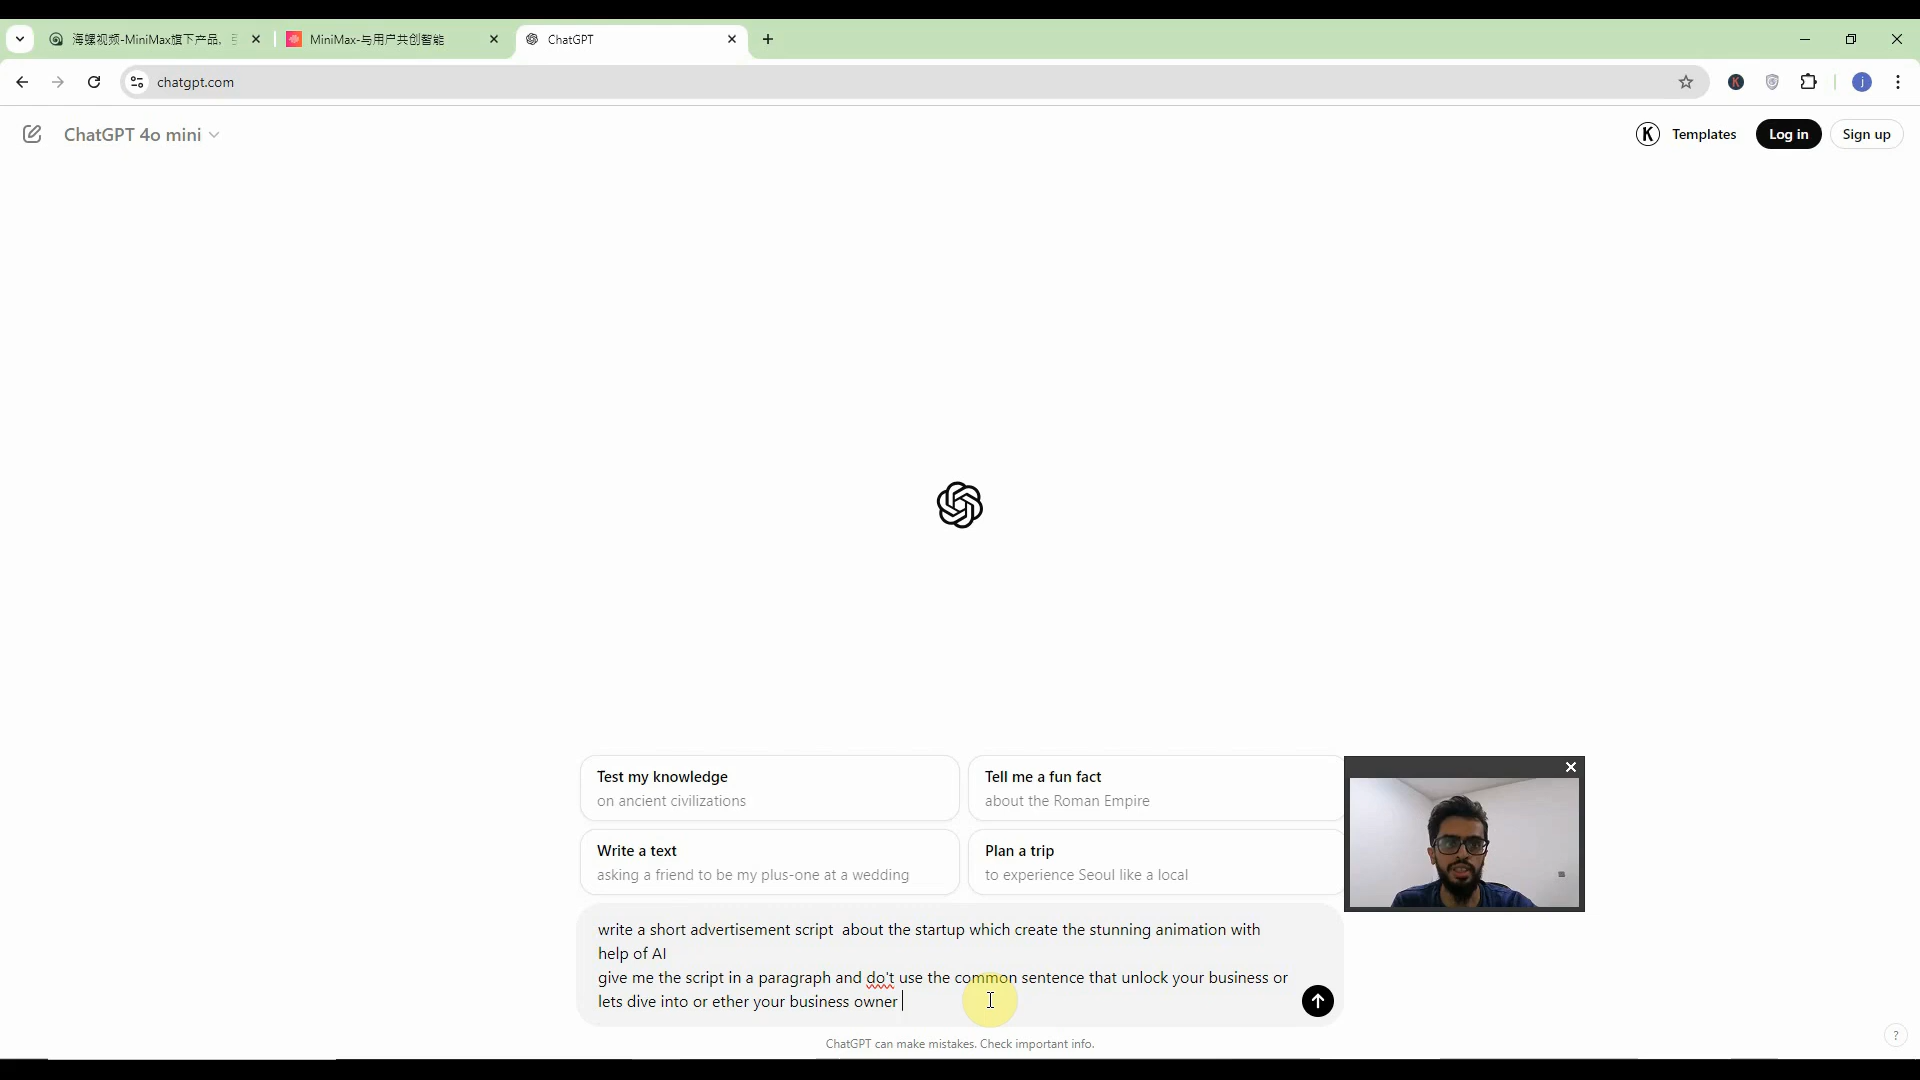 海螺视频-MiniMax旗下产品,
MiniMax-与用户共创智能
ChatGPT
chatgpt.com
K
j
ChatGPT 4o mini
K
Templates
Log in
Sign up
Test my knowledge
on ancient civilizations
Tell me a fun fact
about the Roman Empire
Write a text
asking a friend to be my plus-one at a wedding
Plan a trip
to experience Seoul like a local
write a short advertisement script  about the startup which create the stunning animation with
help of AI
give me the script in a paragraph and do't use the common sentence that unlock your business or
lets dive into or ether your business owner
ChatGPT can make mistakes. Check important info.
?